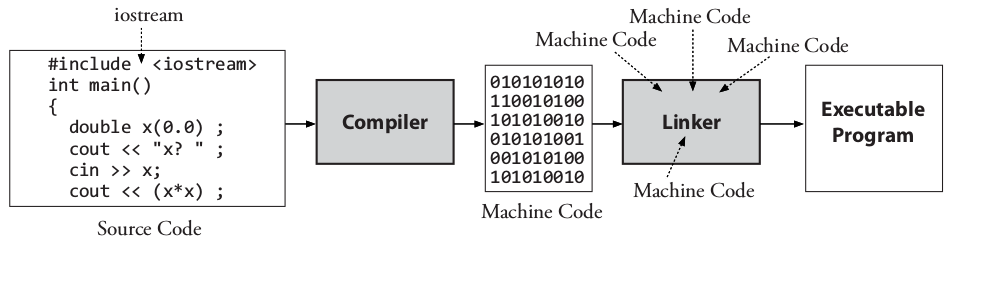 iostream
#include <iostream>
int main()
{
double x(0.0) ;
cout << "x? " ;
cin >> x;
cout << (x*x) ;
Source Code
Compiler
010101010
110010100
101010010
010101001
001010100
101010010
Machine Code
Machine Code
Machine Code
Machine Code
Linker
Machine Code
Executable
Program